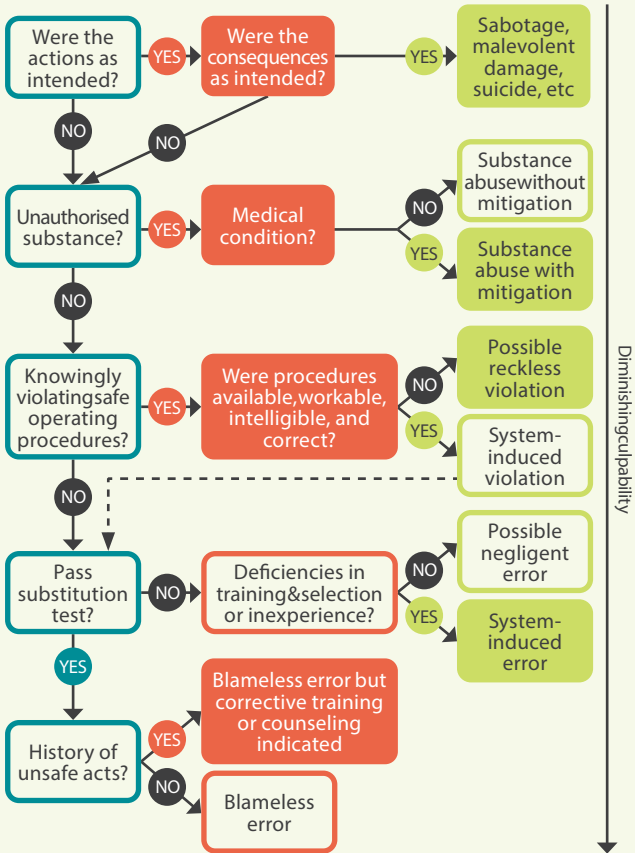 Were the
actions as
intended?
YES
Were the
consequences
as intended?
YES
Sabotage,
malevolent
damage,
suicide, etc
NO
NO
Unauthorised
substance?
YES
Medical
condition?
NO
Substance
abusewithout
mitigation
YES
Substance
abuse with
mitigation
NO
Knowingly
violatingsafe
operating
procedures?
YES
Were procedures
available,workable,
intelligible, and
correct?
NO
Possible
reckless
violation
YES
System-
induced
violation
NO
Pass
substitution
test?
NO
Deficiencies in
training&selection
or inexperience?
NO
Possible
negligent
error
YES
System-
induced
error
YES
History of
unsafe acts?
YES
Blameless error but
corrective training
or counseling
indicated
NO
Blameless
error
Diminishingculpability